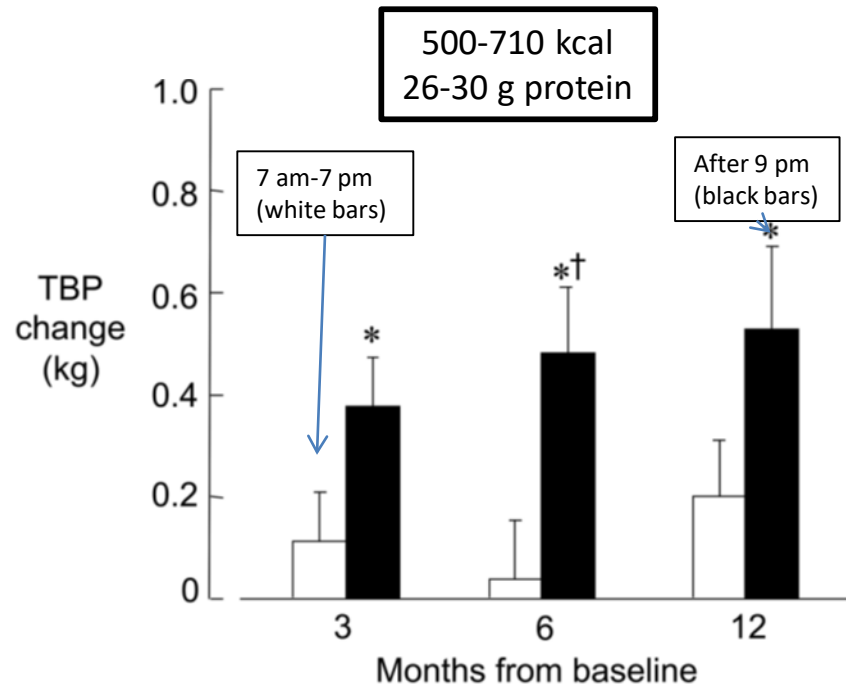 500-710 kcal
26-30 g protein
1.0
0.8
0.6
0.4
0.2
0
TBP
change
(kg)
7 am-7 pm
(white bars)
After 9 pm
(black bars)
*
*†
*
3
6
12
Months from baseline